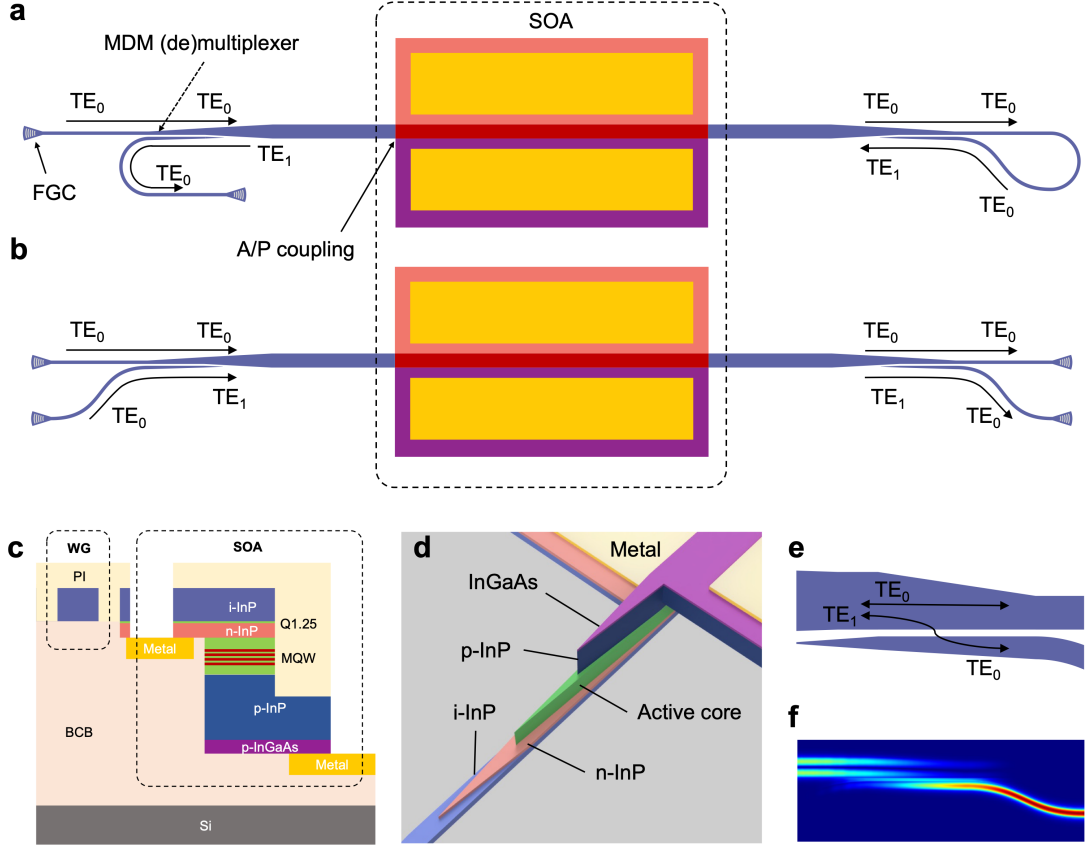 a
SOA
MDM (de)multiplexer
TE₀
TE₀
TE₀
TE₀
TE₁
TE₀
FGC
TE₁
TE₀
A/P coupling
b
TE₀
TE₀
TE₀
TE₀
TE₁
TE₀
TE₁
TE₀
c
WG
SOA
PI
i-InP
n-InP
Q1.25
Metal
MQW
p-InP
BCB
p-InGaAs
Metal
Si
d
Metal
InGaAs
p-InP
i-InP
Active core
n-InP
e
TE₀
TE₁
TE₀
f